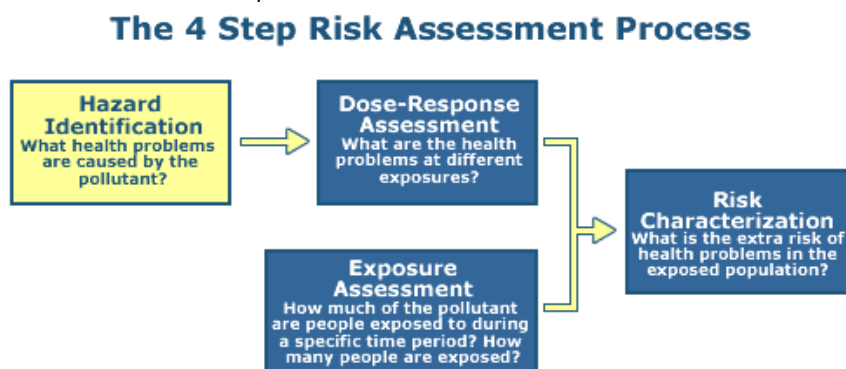 The 4 Step Risk Assessment Process
Hazard
Identification
What health problems
are caused by the
pollutant?
Dose-Response
Assessment
What are the health
problems at different
exposures?
Exposure
Assessment
How much of the pollutant
are people exposed to during
a specific time period? How
many people are exposed?
Risk
Characterization
What is the extra risk of
health problems in the
exposed population?